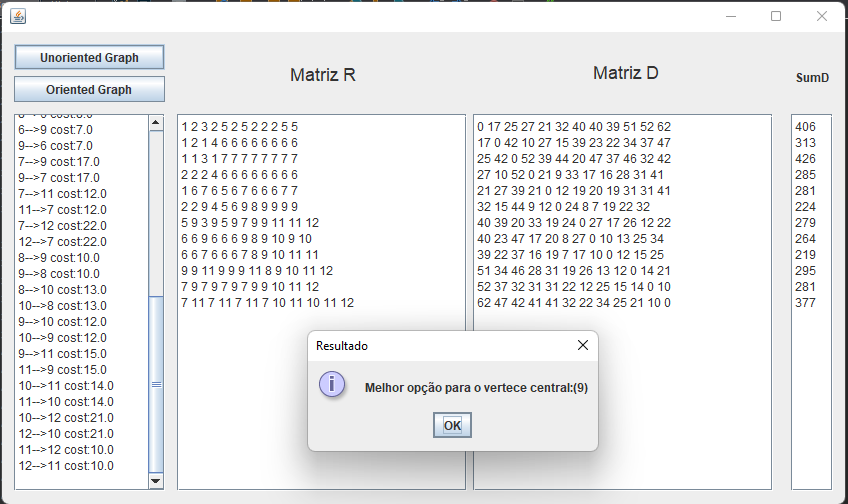 Unoriented Graph
Oriented Graph
Matriz R
Matriz D
SumD
6-->9 cost:7.0
9-->6 cost:7.0
7-->9 cost:17.0
9-->7 cost:17.0
7-->11 cost:12.0
11-->7 cost:12.0
7-->12 cost:22.0
12-->7 cost:22.0
8-->9 cost:10.0
9-->8 cost:10.0
8-->10 cost:13.0
10-->8 cost:13.0
9-->10 cost:12.0
10-->9 cost:12.0
9-->11 cost:15.0
11-->9 cost:15.0
10-->11 cost:14.0
11-->10 cost:14.0
10-->12 cost:21.0
12-->10 cost:21.0
11-->12 cost:10.0
12-->11 cost:10.0
1 2 3 2 5 2 5 2 2 2 5 5
1 2 1 4 6 6 6 6 6 6 6 6
1 1 3 1 7 7 7 7 7 7 7 7
2 2 2 4 6 6 6 6 6 6 6 6
1 6 7 6 5 6 7 6 6 6 7 7
2 2 9 4 5 6 9 8 9 9 9 9
5 9 3 9 5 9 7 9 9 11 11 12
6 6 9 6 6 6 9 8 9 10 9 10
6 6 7 6 6 6 7 8 9 10 11 11
9 9 11 9 9 9 11 8 9 10 11 12
7 9 7 9 7 9 7 9 9 10 11 12
7 11 7 11 7 11 7 10 11 10 11 12
0 17 25 27 21 32 40 40 39 51 52 62
17 0 42 10 27 15 39 23 22 34 37 47
25 42 0 52 39 44 20 47 37 46 32 42
27 10 52 0 21 9 33 17 16 28 31 41
21 27 39 21 0 12 19 20 19 31 31 41
32 15 44 9 12 0 24 8 7 19 22 32
40 39 20 33 19 24 0 27 17 26 12 22
40 23 47 17 20 8 27 0 10 13 25 34
39 22 37 16 19 7 17 10 0 12 15 25
51 34 46 28 31 19 26 13 12 0 14 21
52 37 32 31 31 22 12 25 15 14 0 10
62 47 42 41 41 32 22 34 25 21 10 0
406
313
426
285
281
224
279
264
219
295
281
377
Resultado
Melhor opção para o vertece central:(9)
OK